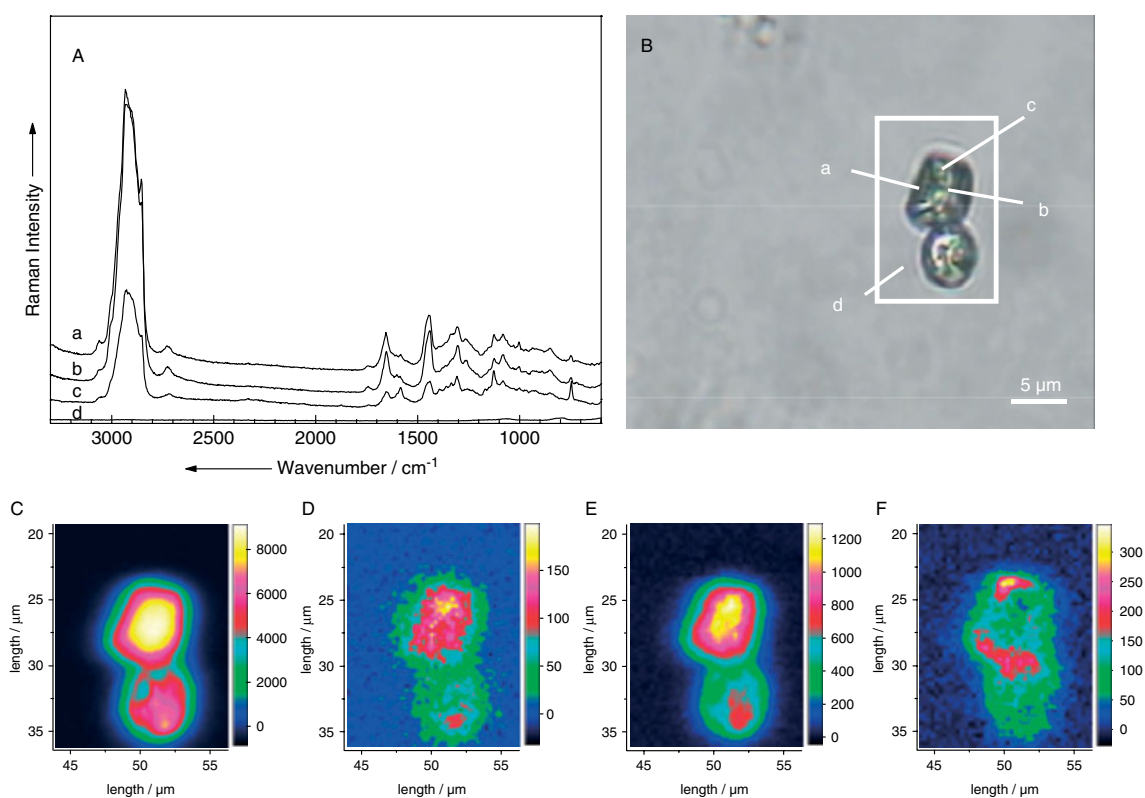 A
Raman Intensity
a
b
c
d
3000 2500 2000 1500 1000
Wavenumber / cm-1
B
c
a
b
d
5 µm
C
20
25
30
35
length / µm
45 50 55
length / µm
8000
6000
4000
2000
0
D
20
25
30
35
length / µm
45 50 55
length / µm
150
100
50
0
E
20
25
30
35
length / µm
45 50 55
length / µm
1200
1000
800
600
400
200
0
F
20
25
30
35
length / µm
45 50 55
length / µm
300
250
200
150
100
50
0